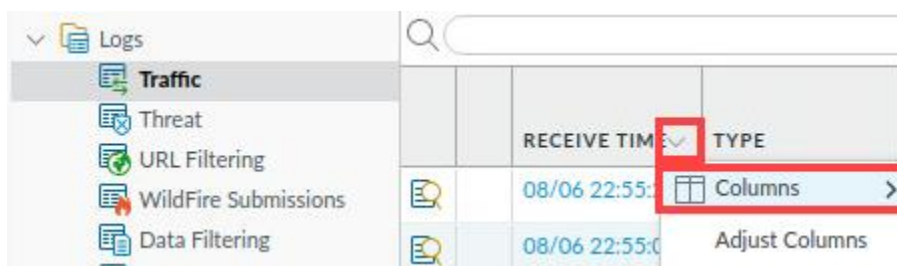 Logs
Traffic
Threat
URL Filtering
WildFire Submissions
Data Filtering
RECEIVE TIME TYPE
08/06 22:55: Columns
08/06 22:55:0 Adjust Columns